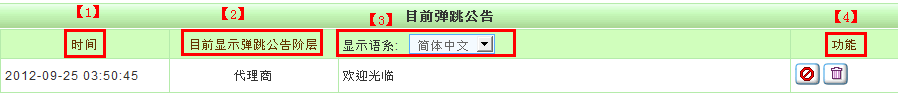 【1】 【2】 【3】 目前弹跳公告 【4】
时间 目前显示弹跳公告阶层 显示语系: 简体中文 功能
2012-09-25 03:50:45 代理商 欢迎光临